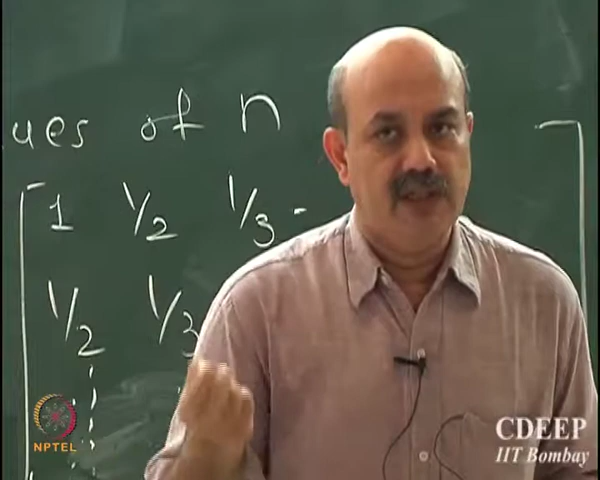 ues of n
1 1/2 1/3 -
1/2 1/3
NPTEL
CDEEP
IIT Bombay